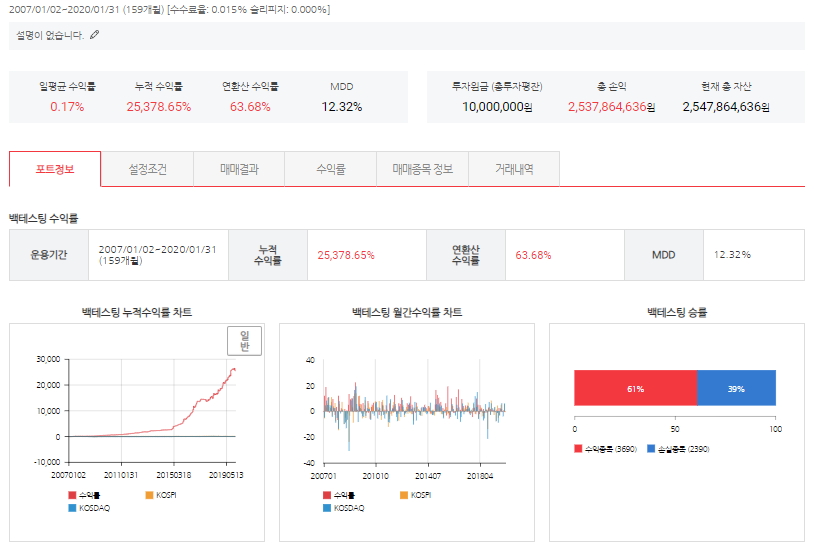 2007/01/02~2020/01/31 (159개월) [수수료율: 0.015% 슬리피지: 0.000%]
설명이 없습니다.
일평균 수익률 누적 수익률 연환산 수익률 MDD
0.17% 25,378.65% 63.68% 12.32%
투자원금 (총투자평잔) 총 손익 현재 총 자산
10,000,000원 2,537,864,636원 2,547,864,636원
포트정보 설정조건 매매결과 수익률 매매종목 정보 거래내역
백테스팅 수익률
운용기간 2007/01/02~2020/01/31 (159개월) 누적 수익률 25,378.65% 연환산 수익률 63.68% MDD 12.32%
백테스팅 누적수익률 차트
일반
30,000
20,000
10,000
0
-10,000
20070102 20110131 20150318 20190513
수익률 KOSPI
KOSDAQ
백테스팅 월간수익률 차트
40
20
0
-20
-40
200701 201010 201407 201804
수익률 KOSPI
KOSDAQ
백테스팅 승률
61% 39%
0 50 100
수익종목 (3690) 손실종목 (2390)